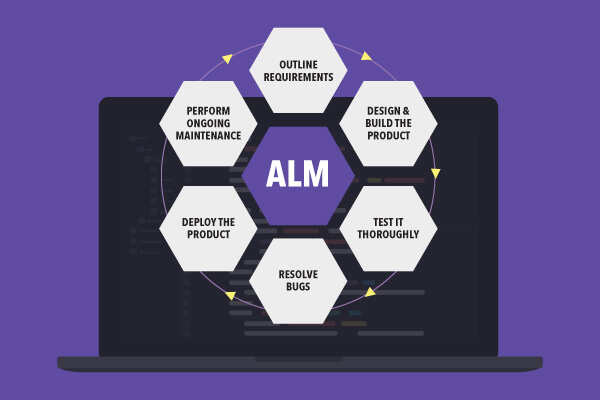 OUTLINE
REQUIREMENTS
DESIGN &
BUILD THE
PRODUCT
TEST IT
THOROUGHLY
RESOLVE
BUGS
DEPLOY THE
PRODUCT
PERFORM
ONGOING
MAINTENANCE
ALM